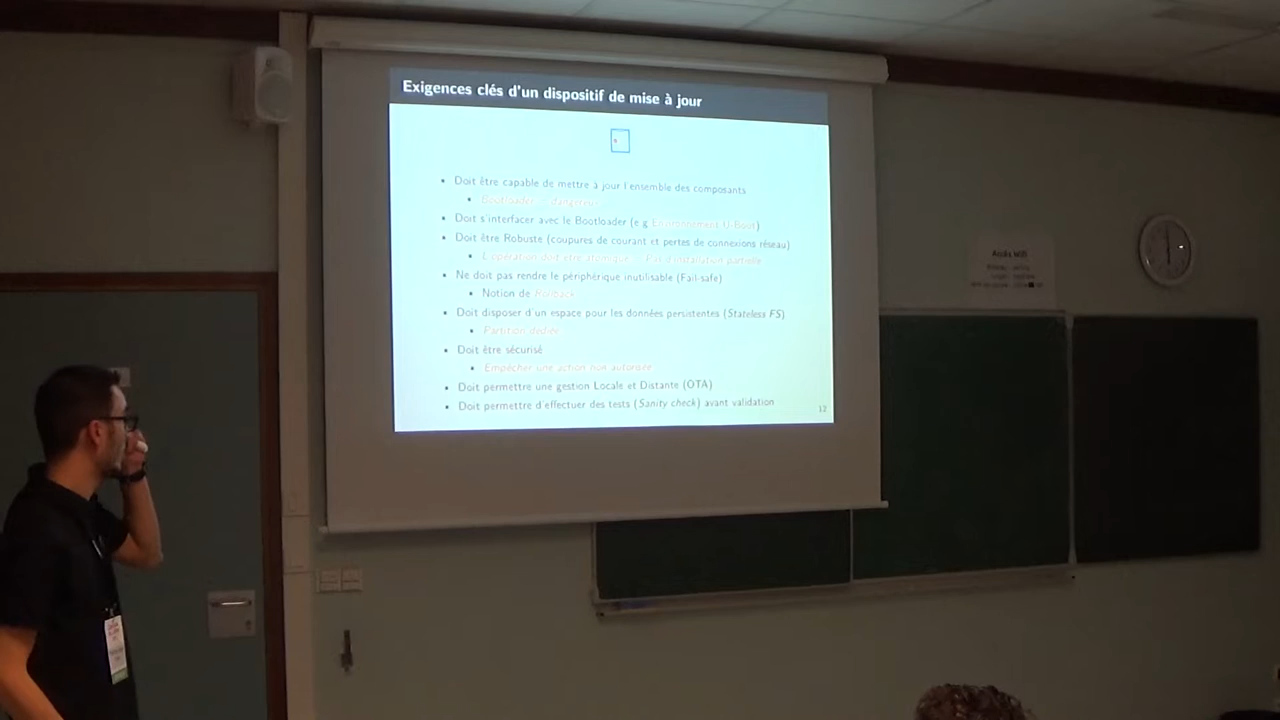 Exigences clés d'un dispositif de mise à jour
• Doit être capable de mettre à jour l'ensemble des composants
• Bootloader dangereux
• Doit s'interfacer avec le Bootloader (e.g Environnement U-Boot)
• Doit être Robuste (coupures de courant et pertes de connexions réseau)
• L'opération doit être atomique Pas d'installation partielle
• Ne doit pas rendre le périphérique inutilisable (Fail-safe)
• Notion de Rollback
• Doit disposer d'un espace pour les données persistentes (Stateless FS)
• Partition dédiée
• Doit être sécurisé
• Empêcher une action non autorisée
• Doit permettre une gestion Locale et Distante (OTA)
• Doit permettre d'effectuer des tests (Sanity check) avant validation
12
Accès Wifi